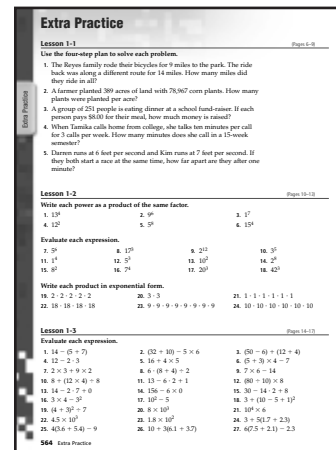 Extra Practice
Extra Practice
Lesson 1-1 (Pages 6–9)
Use the four-step plan to solve each problem.
1. The Reyes family rode their bicycles for 9 miles to the park. The ride
back was along a different route for 14 miles. How many miles did
they ride in all?
2. A farmer planted 389 acres of land with 78,967 corn plants. How many
plants were planted per acre?
3. A group of 251 people is eating dinner at a school fund-raiser. If each
person pays $8.00 for their meal, how much money is raised?
4. When Tamika calls home from college, she talks ten minutes per call
for 3 calls per week. How many minutes does she call in a 15-week
semester?
5. Darren runs at 6 feet per second and Kim runs at 7 feet per second. If
they both start a race at the same time, how far apart are they after one
minute?
Lesson 1-2 (Pages 10–13)
Write each power as a product of the same factor.
1. 13⁴ 2. 9⁶ 3. 1⁷
4. 12² 5. 5⁸ 6. 15⁴
Evaluate each expression.
7. 5⁶ 8. 17³ 9. 2¹² 10. 3⁵
11. 1⁴ 12. 5³ 13. 10² 14. 2⁸
15. 8² 16. 7⁴ 17. 20³ 18. 42³
Write each product in exponential form.
19. 2 · 2 · 2 · 2 · 2 20. 3 · 3 21. 1 · 1 · 1 · 1 · 1 · 1
22. 18 · 18 · 18 · 18 23. 9 · 9 · 9 · 9 · 9 · 9 · 9 · 9 24. 10 · 10 · 10 · 10 · 10 · 10
Lesson 1-3 (Pages 14–17)
Evaluate each expression.
1. 14 − (5 + 7) 2. (32 + 10) − 5 × 6 3. (50 − 6) + (12 + 4)
4. 12 − 2 · 3 5. 16 + 4 × 5 6. (5 + 3) × 4 − 7
7. 2 × 3 + 9 × 2 8. 6 · (8 + 4) ÷ 2 9. 7 × 6 − 14
10. 8 + (12 × 4) ÷ 8 11. 13 − 6 · 2 + 1 12. (80 ÷ 10) × 8
13. 14 − 2 · 7 + 0 14. 156 − 6 × 0 15. 30 − 14 · 2 + 8
16. 3 × 4 − 3² 17. 10² − 5 18. 3 + (10 − 5 + 1)²
19. (4 + 3)² ÷ 7 20. 8 × 10³ 21. 10⁴ × 6
22. 4.5 × 10³ 23. 1.8 × 10² 24. 3 + 5(1.7 + 2.3)
25. 4(3.6 + 5.4) − 9 26. 10 + 3(6.1 + 3.7) 27. 6(7.5 + 2.1) − 2.3
564 Extra Practice